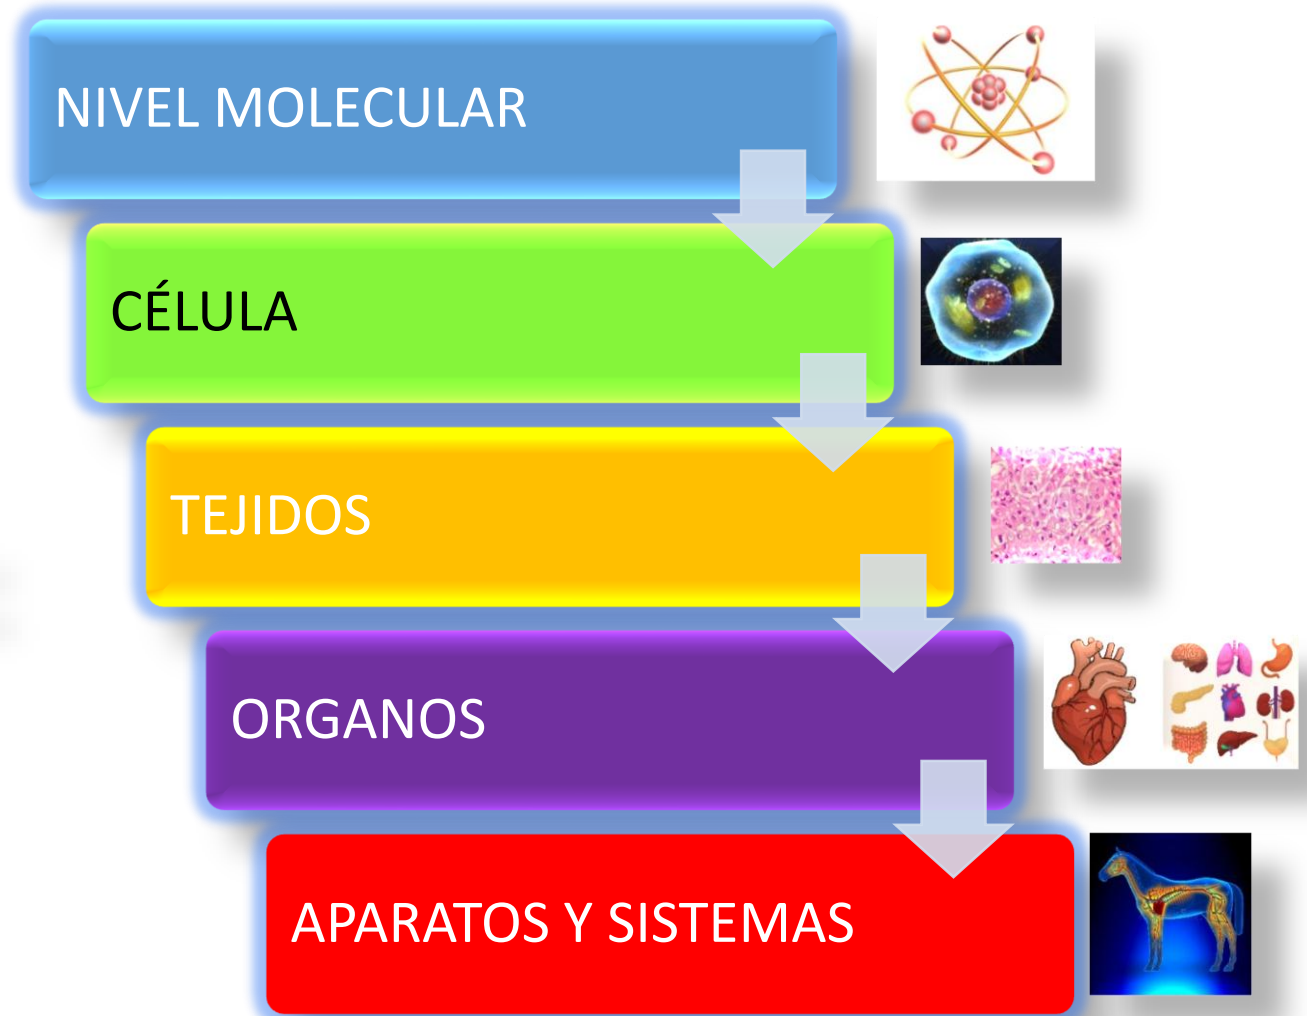 NIVEL MOLECULAR
CÉLULA
TEJIDOS
ORGANOS
APARATOS Y SISTEMAS